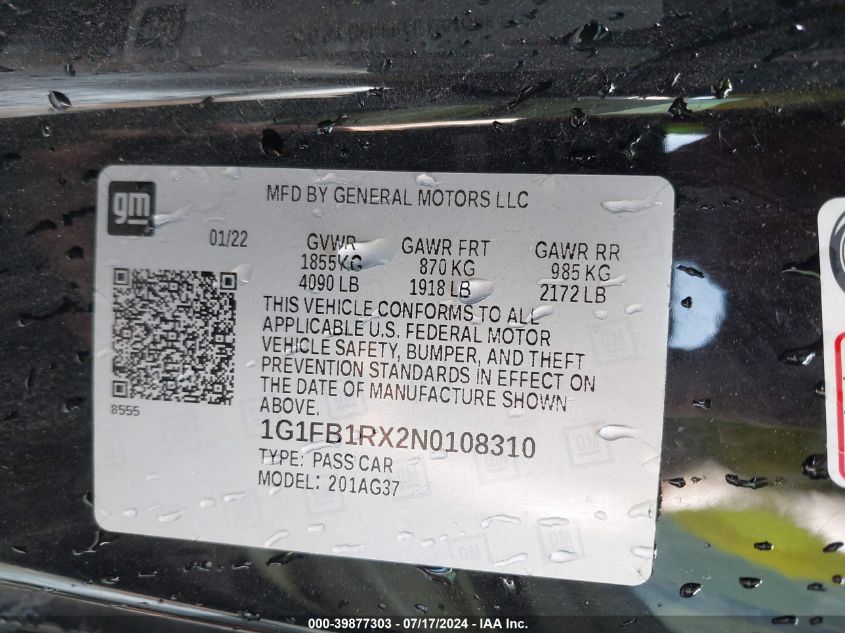 gm
MFD BY GENERAL MOTORS LLC
01/22
GVWR GAWR FRT GAWR RR
1855KG 870 KG 985 KG
4090 LB 1918 LB 2172 LB
THIS VEHICLE CONFORMS TO ALL
APPLICABLE U.S. FEDERAL MOTOR
VEHICLE SAFETY, BUMPER, AND THEFT
PREVENTION STANDARDS IN EFFECT ON
THE DATE OF MANUFACTURE SHOWN
ABOVE.
8555
1G1FB1RX2N0108310
TYPE: PASS CAR
MODEL: 201AG37
000-39877303 / 07/17/2024 - IAA Inc.